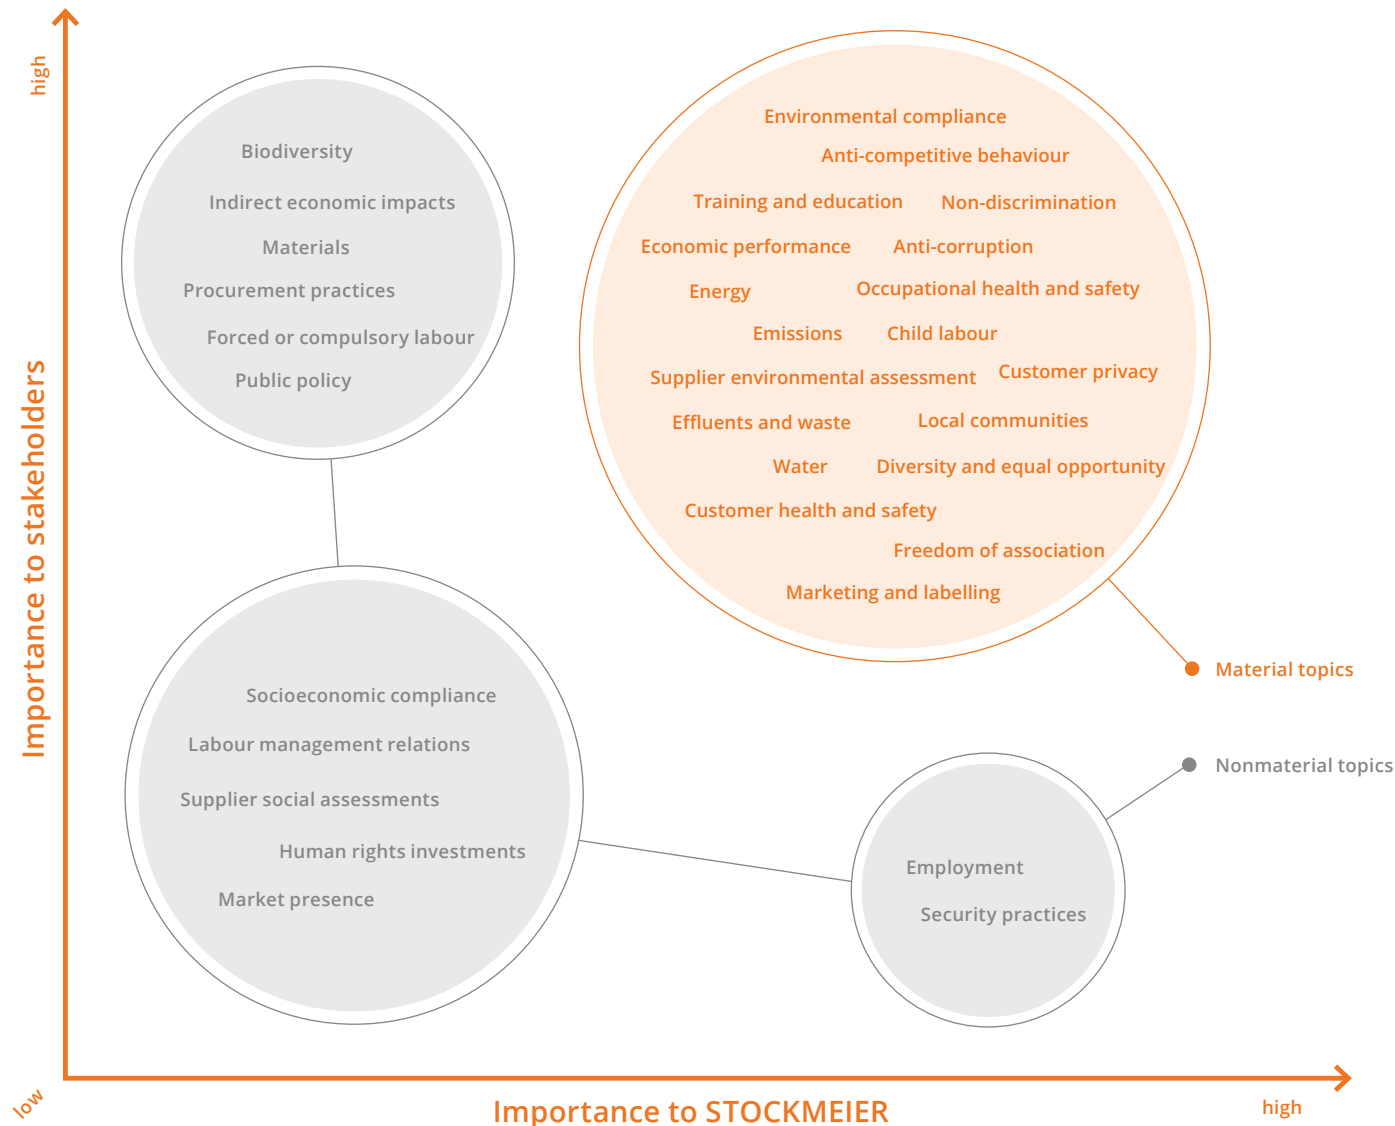 high
Importance to stakeholders
Biodiversity
Indirect economic impacts
Materials
Procurement practices
Forced or compulsory labour
Public policy
Environmental compliance
Anti-competitive behaviour
Training and education
Non-discrimination
Economic performance
Anti-corruption
Energy
Occupational health and safety
Emissions
Child labour
Supplier environmental assessment
Customer privacy
Effluents and waste
Local communities
Water
Diversity and equal opportunity
Customer health and safety
Freedom of association
Marketing and labelling
Material topics
Nonmaterial topics
Socioeconomic compliance
Labour management relations
Supplier social assessments
Human rights investments
Market presence
Employment
Security practices
low
Importance to STOCKMEIER
high